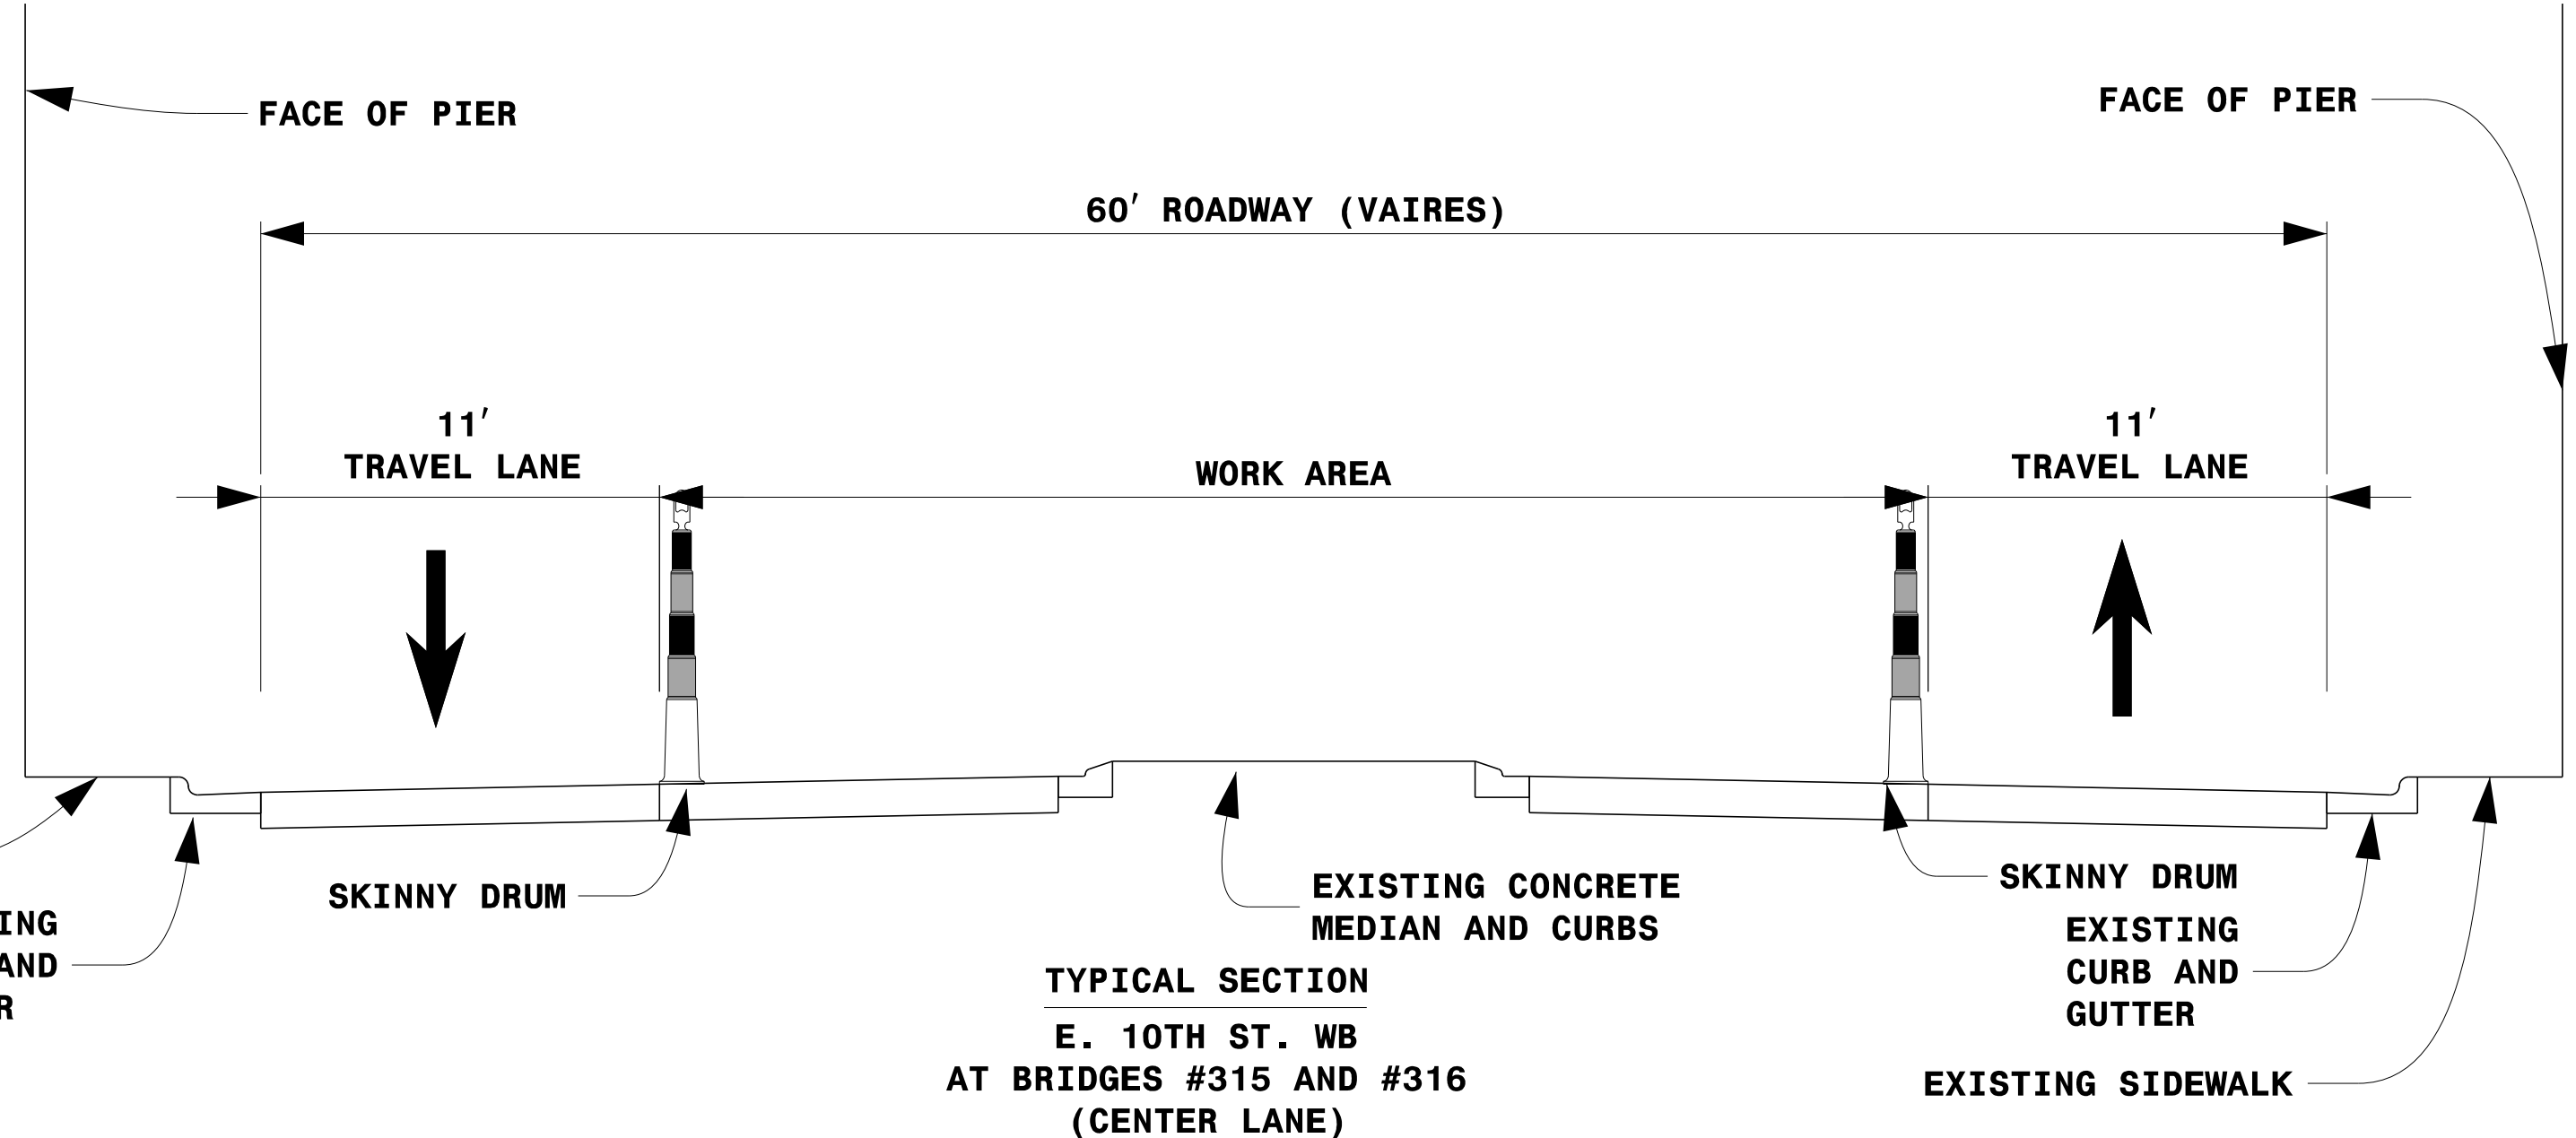 FACE OF PIER
FACE OF PIER
60' ROADWAY (VAIRES)
11'
TRAVEL LANE
WORK AREA
11'
TRAVEL LANE
SKINNY DRUM
EXISTING CONCRETE
MEDIAN AND CURBS
SKINNY DRUM
ING
AND
R
EXISTING
CURB AND
GUTTER
EXISTING SIDEWALK
TYPICAL SECTION
E. 10TH ST. WB
AT BRIDGES #315 AND #316
(CENTER LANE)